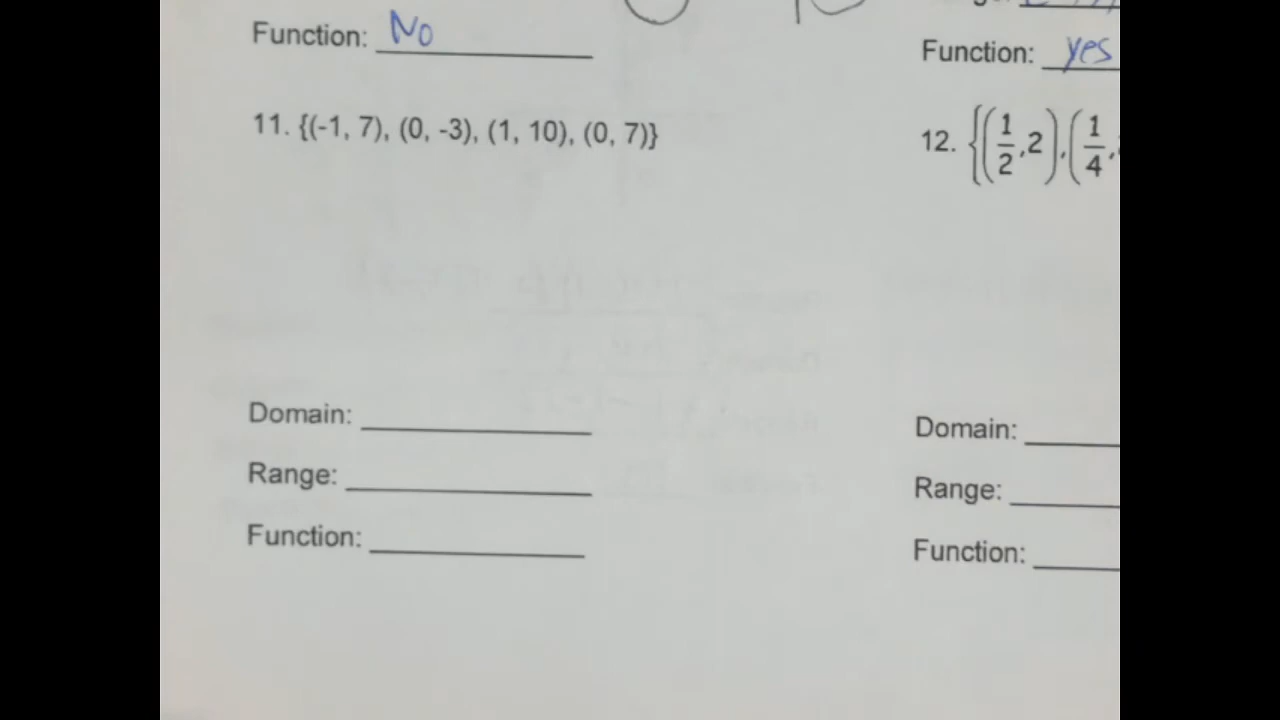 Function: No
Function: yes
11. {(-1, 7), (0, -3), (1, 10), (0, 7)}
12. {(1/2, 2), (1/4,
Domain:
Range:
Function:
Domain:
Range:
Function: